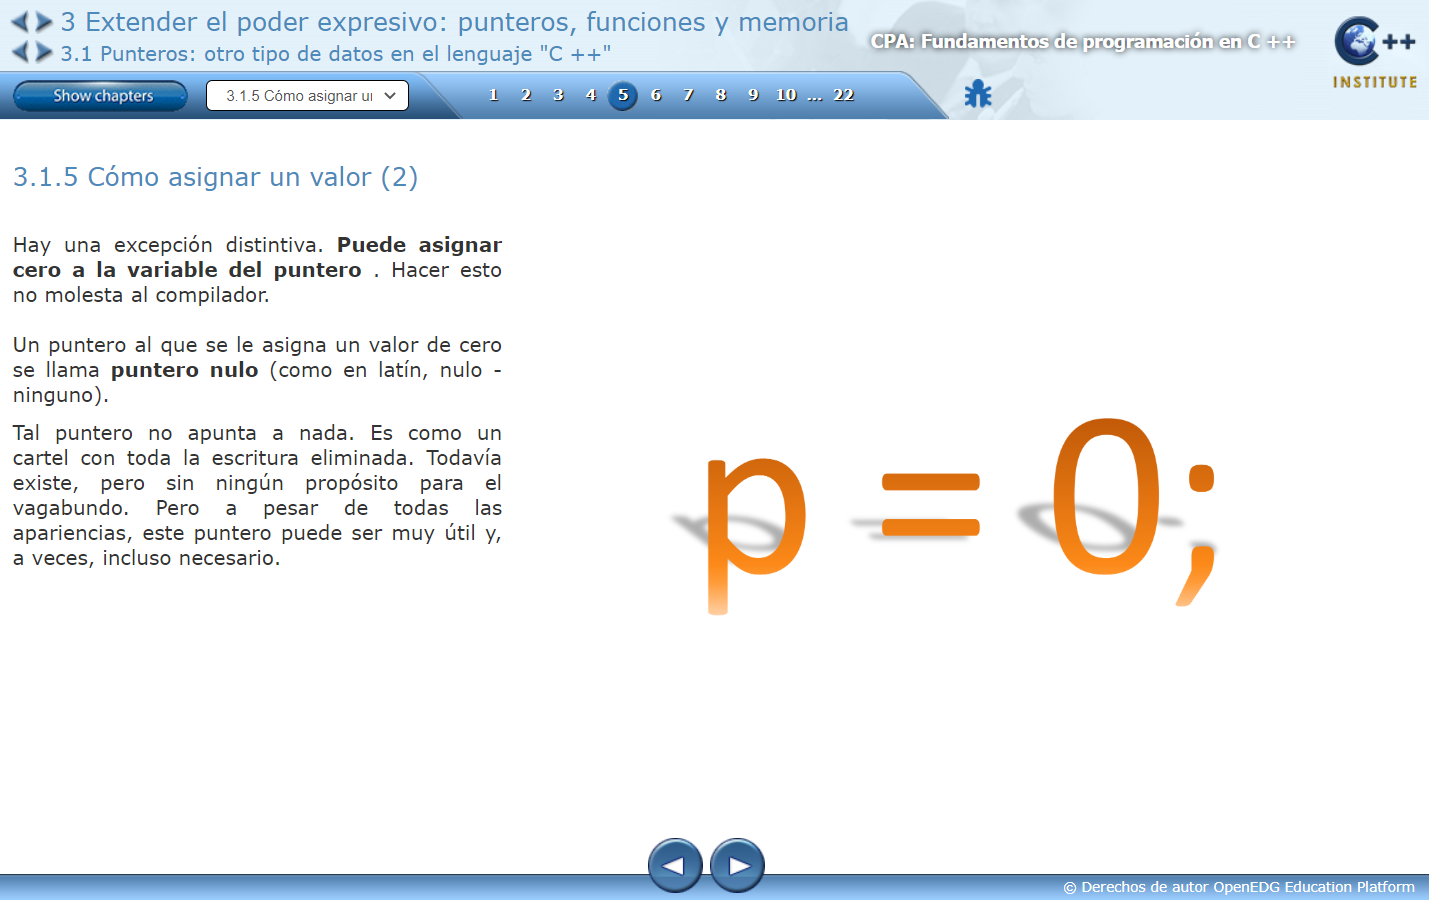 3 Extender el poder expresivo: punteros, funciones y memoria
3.1 Punteros: otro tipo de datos en el lenguaje "C ++"
CPA: Fundamentos de programación en C ++
C++
INSTITUTE
Show chapters
3.1.5 Cómo asignar ur
1 2 3 4 5 6 7 8 9 10 ... 22
3.1.5 Cómo asignar un valor (2)
Hay una excepción distintiva. Puede asignar
cero a la variable del puntero . Hacer esto
no molesta al compilador.
Un puntero al que se le asigna un valor de cero
se llama puntero nulo (como en latín, nulo -
ninguno).
Tal puntero no apunta a nada. Es como un
cartel con toda la escritura eliminada. Todavía
existe, pero sin ningún propósito para el
vagabundo. Pero a pesar de todas las
apariencias, este puntero puede ser muy útil y,
a veces, incluso necesario.
p = 0;
© Derechos de autor OpenEDG Education Platform